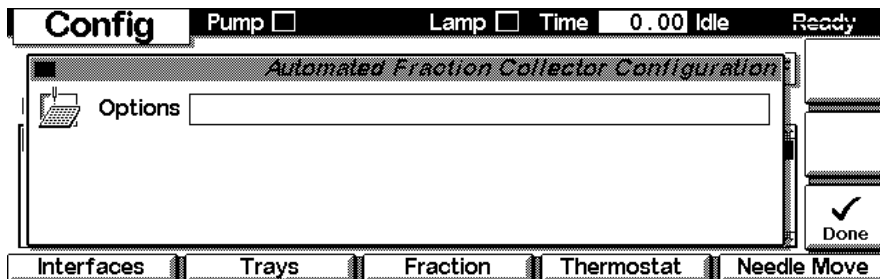 Config Pump Lamp Time 0.00 Idle Ready
Automated Fraction Collector Configuration
Options
Done
Interfaces Trays Fraction Thermostat Needle Move